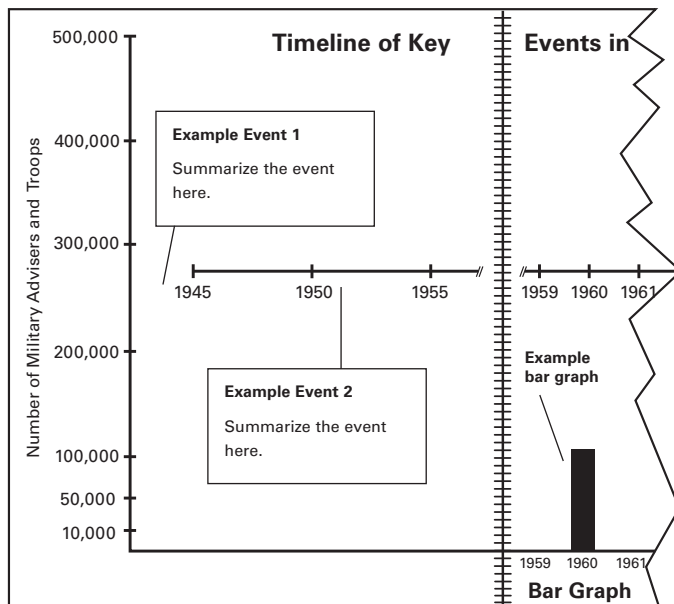 Timeline of Key Events in
500,000
400,000
300,000
200,000
100,000
50,000
10,000
Number of Military Advisers and Troops
Example Event 1
Summarize the event
here.
1945 1950 1955 1959 1960 1961
Example Event 2
Summarize the event
here.
Example
bar graph
1959 1960 1961
Bar Graph